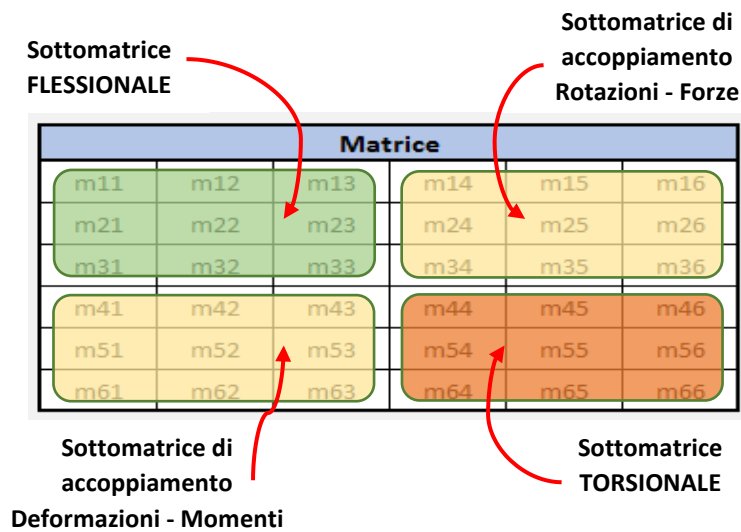 Sottomatrice
FLESSIONALE
Sottomatrice di
accoppiamento
Rotazioni - Forze
Matrice
m11 m12 m13 m14 m15 m16
m21 m22 m23 m24 m25 m26
m31 m32 m33 m34 m35 m36
m41 m42 m43 m44 m45 m46
m51 m52 m53 m54 m55 m56
m61 m62 m63 m64 m65 m66
Sottomatrice di
accoppiamento
Deformazioni - Momenti
Sottomatrice
TORSIONALE